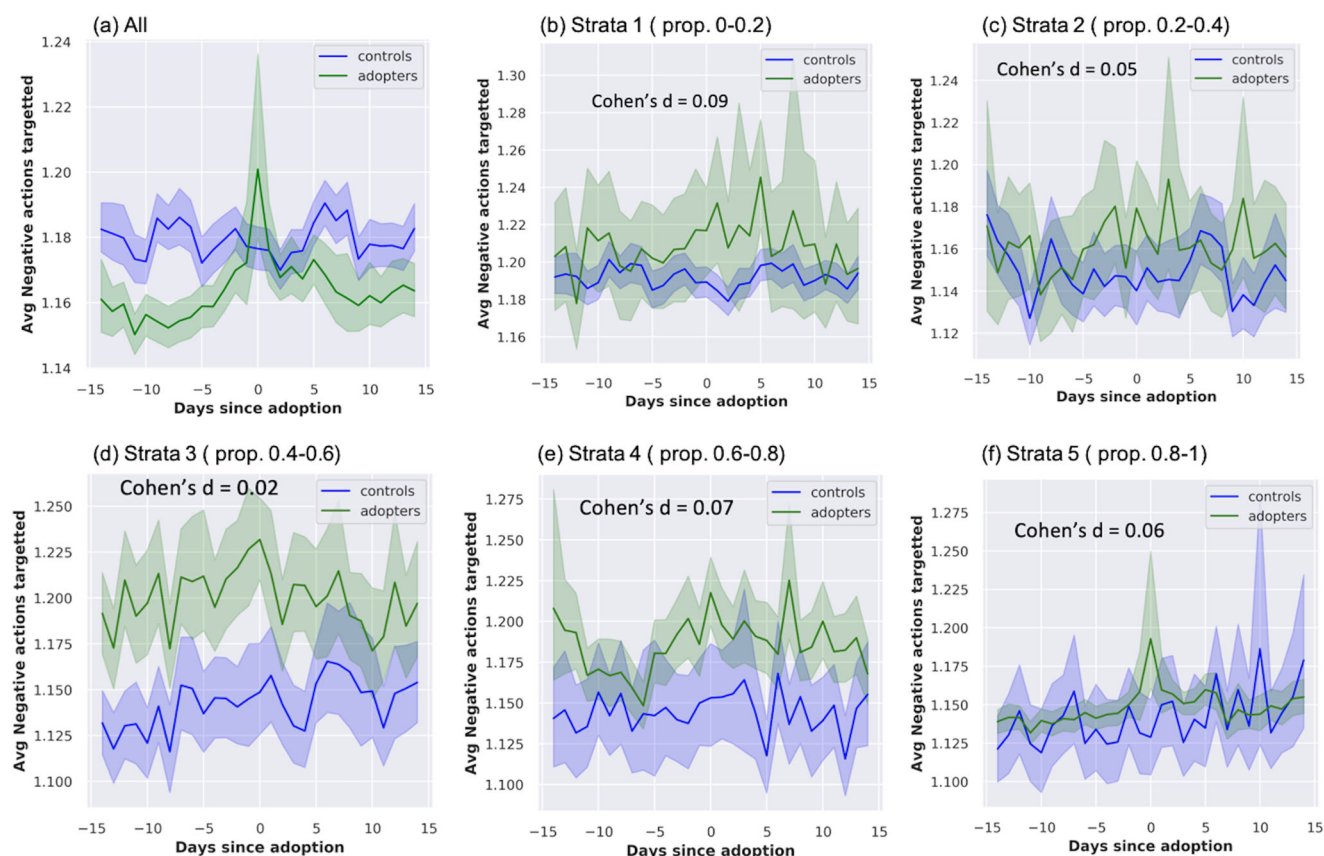 (a) All
1.24
1.22
1.20
1.18
1.16
1.14
−15
−10
−5
0
5
10
15
Avg Negative actions targetted
Days since adoption
controls
adopters
(b) Strata 1 ( prop. 0-0.2)
Cohen's d = 0.09
1.30
1.28
1.26
1.24
1.22
1.20
1.18
1.16
−15
−10
−5
0
5
10
15
Avg Negative actions targetted
Days since adoption
controls
adopters
(c) Strata 2 ( prop. 0.2-0.4)
Cohen's d = 0.05
1.24
1.22
1.20
1.18
1.16
1.14
1.12
−15
−10
−5
0
5
10
15
Avg Negative actions targetted
Days since adoption
controls
adopters
(d) Strata 3 ( prop. 0.4-0.6)
Cohen's d = 0.02
1.250
1.225
1.200
1.175
1.150
1.125
1.100
−15
−10
−5
0
5
10
15
Avg Negative actions targetted
Days since adoption
controls
adopters
(e) Strata 4 ( prop. 0.6-0.8)
Cohen's d = 0.07
1.275
1.250
1.225
1.200
1.175
1.150
1.125
1.100
−15
−10
−5
0
5
10
15
Avg Negative actions targetted
Days since adoption
controls
adopters
(f) Strata 5 ( prop. 0.8-1)
Cohen's d = 0.06
1.275
1.250
1.225
1.200
1.175
1.150
1.125
1.100
−15
−10
−5
0
5
10
15
Avg Negative actions targetted
Days since adoption
controls
adopters